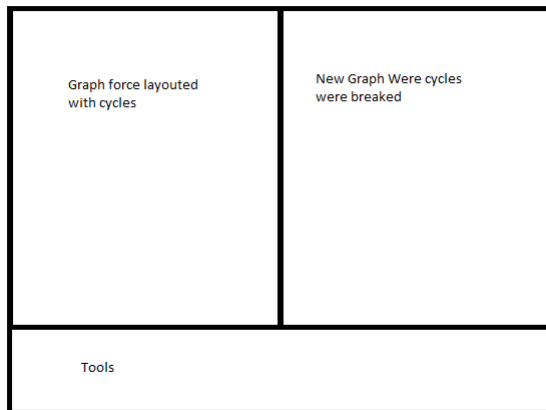 Graph force layouted
with cycles
New Graph Were cycles
were breaked
Tools